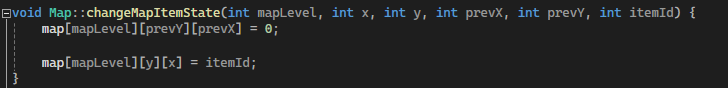 void Map::changeMapItemState(int mapLevel, int x, int y, int prevX, int prevY, int itemId) {
    map[mapLevel][prevY][prevX] = 0;

    map[mapLevel][y][x] = itemId;
}